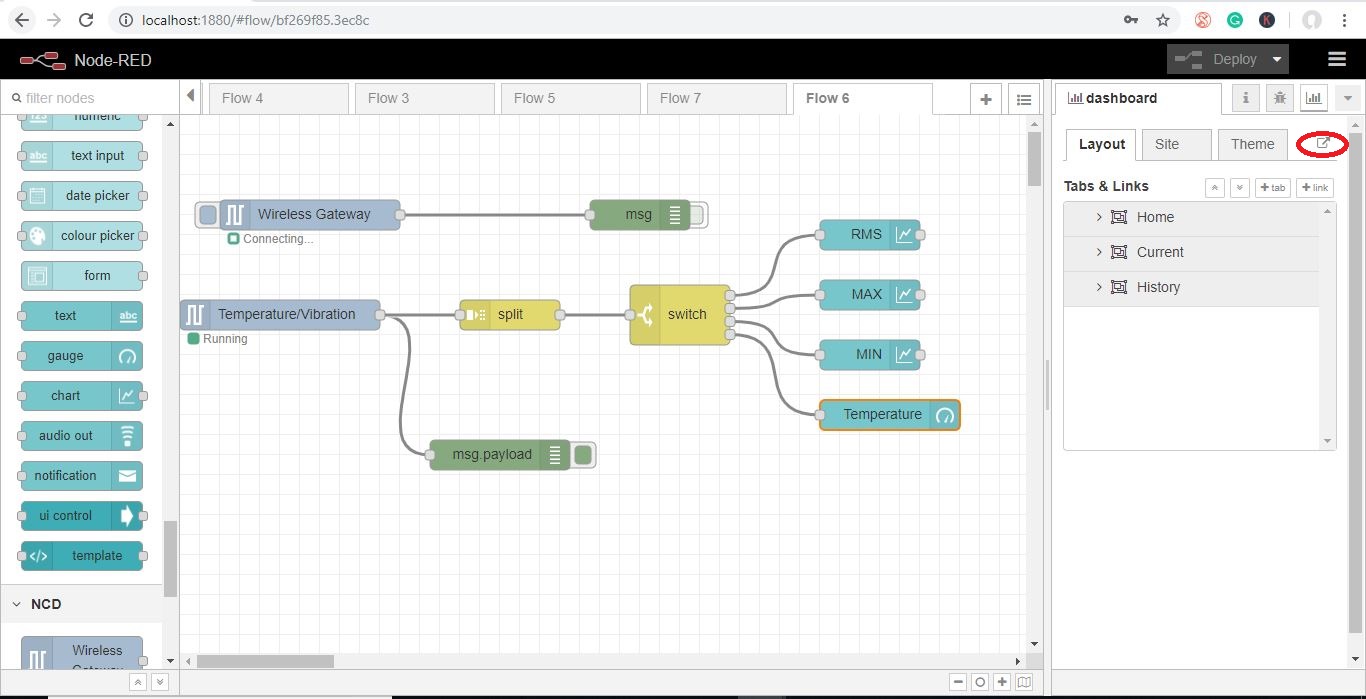 localhost:1880/#flow/bf269f85.3ec8c
K
Node-RED
Deploy
filter nodes
Flow 4
Flow 3
Flow 5
Flow 7
Flow 6
dashboard
i
Layout
Site
Theme
Tabs & Links
tab
link
Home
Current
History
numeric
abc text input
date picker
colour picker
form
text abc
gauge
chart
audio out
notification
ui control
</> template
NCD
Wireless
Gateway
Wireless Gateway
Connecting...
msg
Temperature/Vibration
Running
split
switch
RMS
MAX
MIN
Temperature
msg.payload